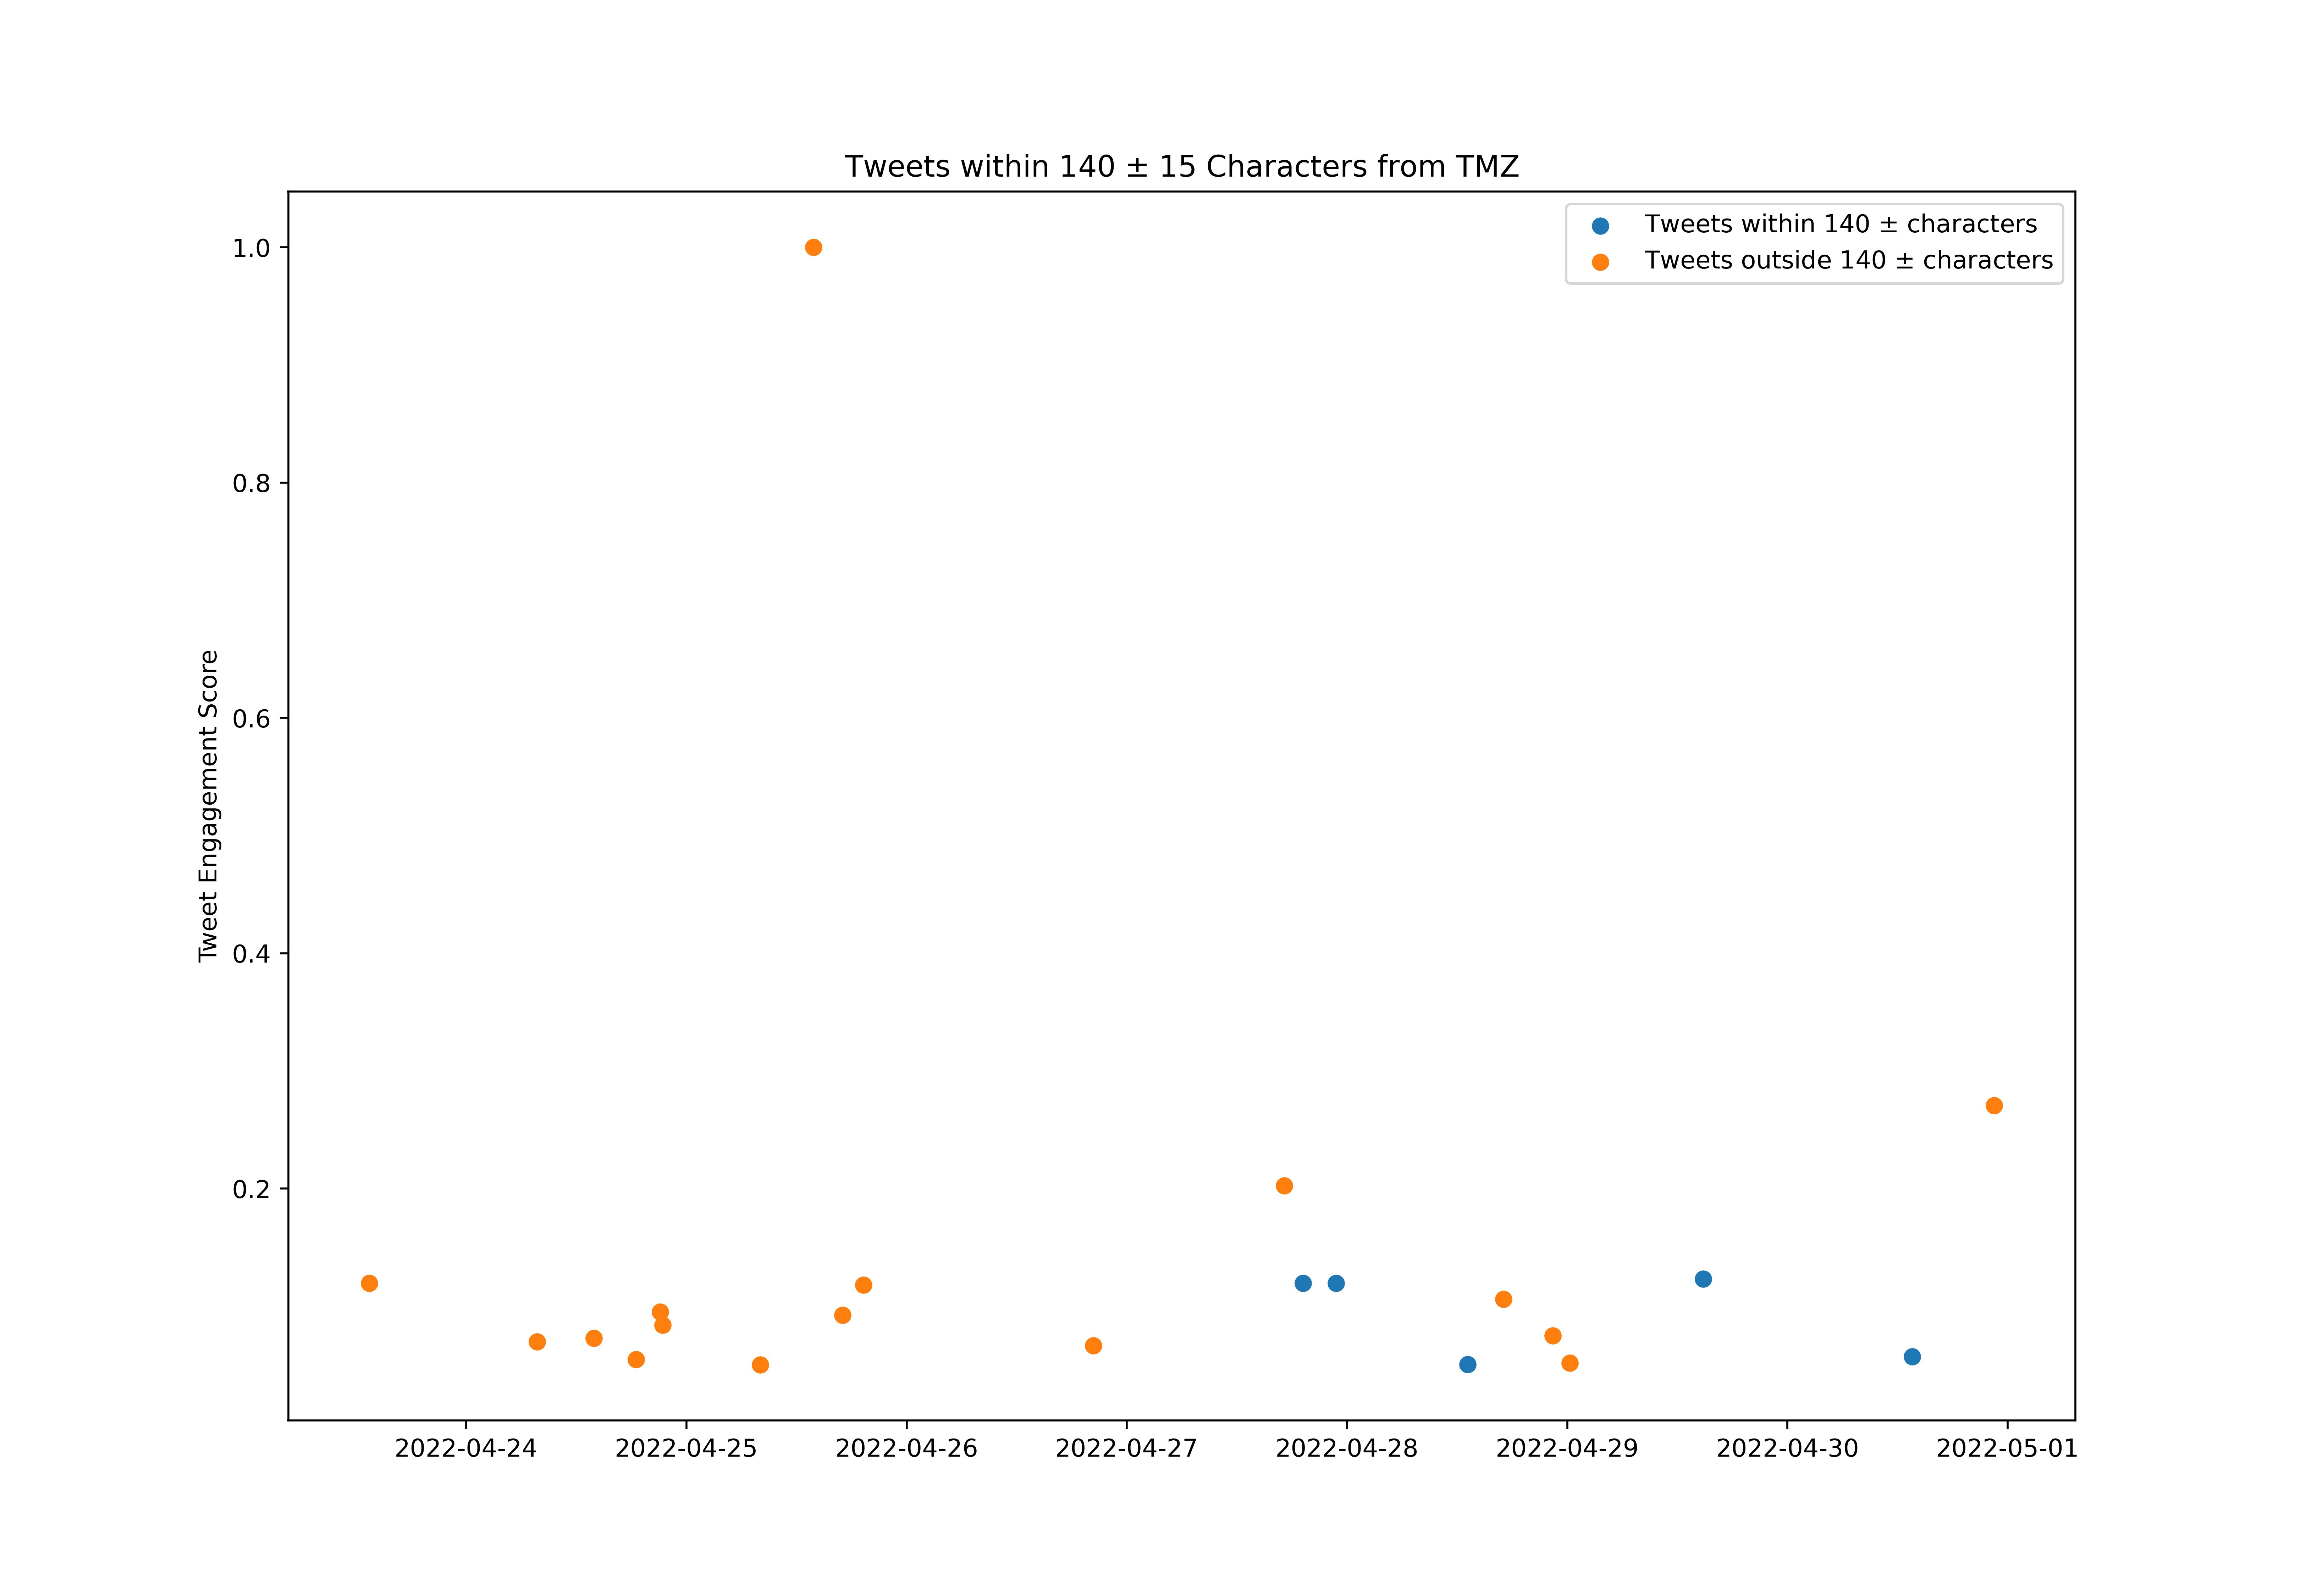 Tweets within 140 ± 15 Characters from TMZ
Tweets within 140 ± characters
Tweets outside 140 ± characters
Tweet Engagement Score
1.0
0.8
0.6
0.4
0.2
2022-04-24 2022-04-25 2022-04-26 2022-04-27 2022-04-28 2022-04-29 2022-04-30 2022-05-01